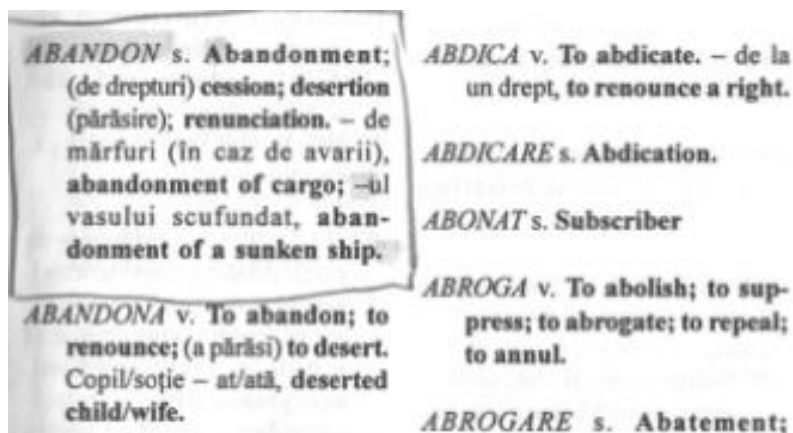 ABANDON s. Abandonment;
(de drepturi) cession; desertion
(părăsire); renunciation. – de
mărfuri (în caz de avarii),
abandonment of cargo; –ul
vasului scufundat, aban-
donment of a sunken ship.
ABANDONA v. To abandon; to
renounce; (a părăsi) to desert.
Copil/soție – at/ată, deserted
child/wife.
ABDICA v. To abdicate. – de la
un drept, to renounce a right.
ABDICARE s. Abdication.
ABONAT s. Subscriber
ABROGA v. To abolish; to sup-
press; to abrogate; to repeal;
to annul.
ABROGARE s. Abatement;